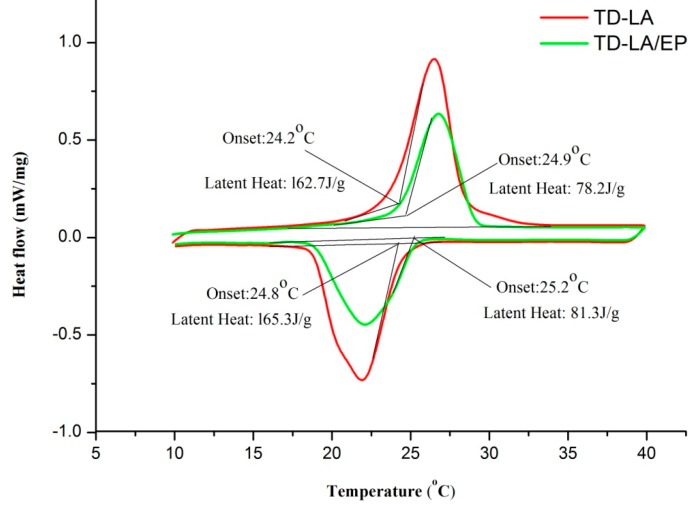 TD-LA
TD-LA/EP
1.0
0.5
0.0
-0.5
-1.0
Heat flow (mW/mg)
Onset:24.2°C
Latent Heat: 162.7J/g
Onset:24.9°C
Latent Heat: 78.2J/g
Onset:24.8°C
Latent Heat: 165.3J/g
Onset:25.2°C
Latent Heat: 81.3J/g
5 10 15 20 25 30 35 40
Temperature (°C)